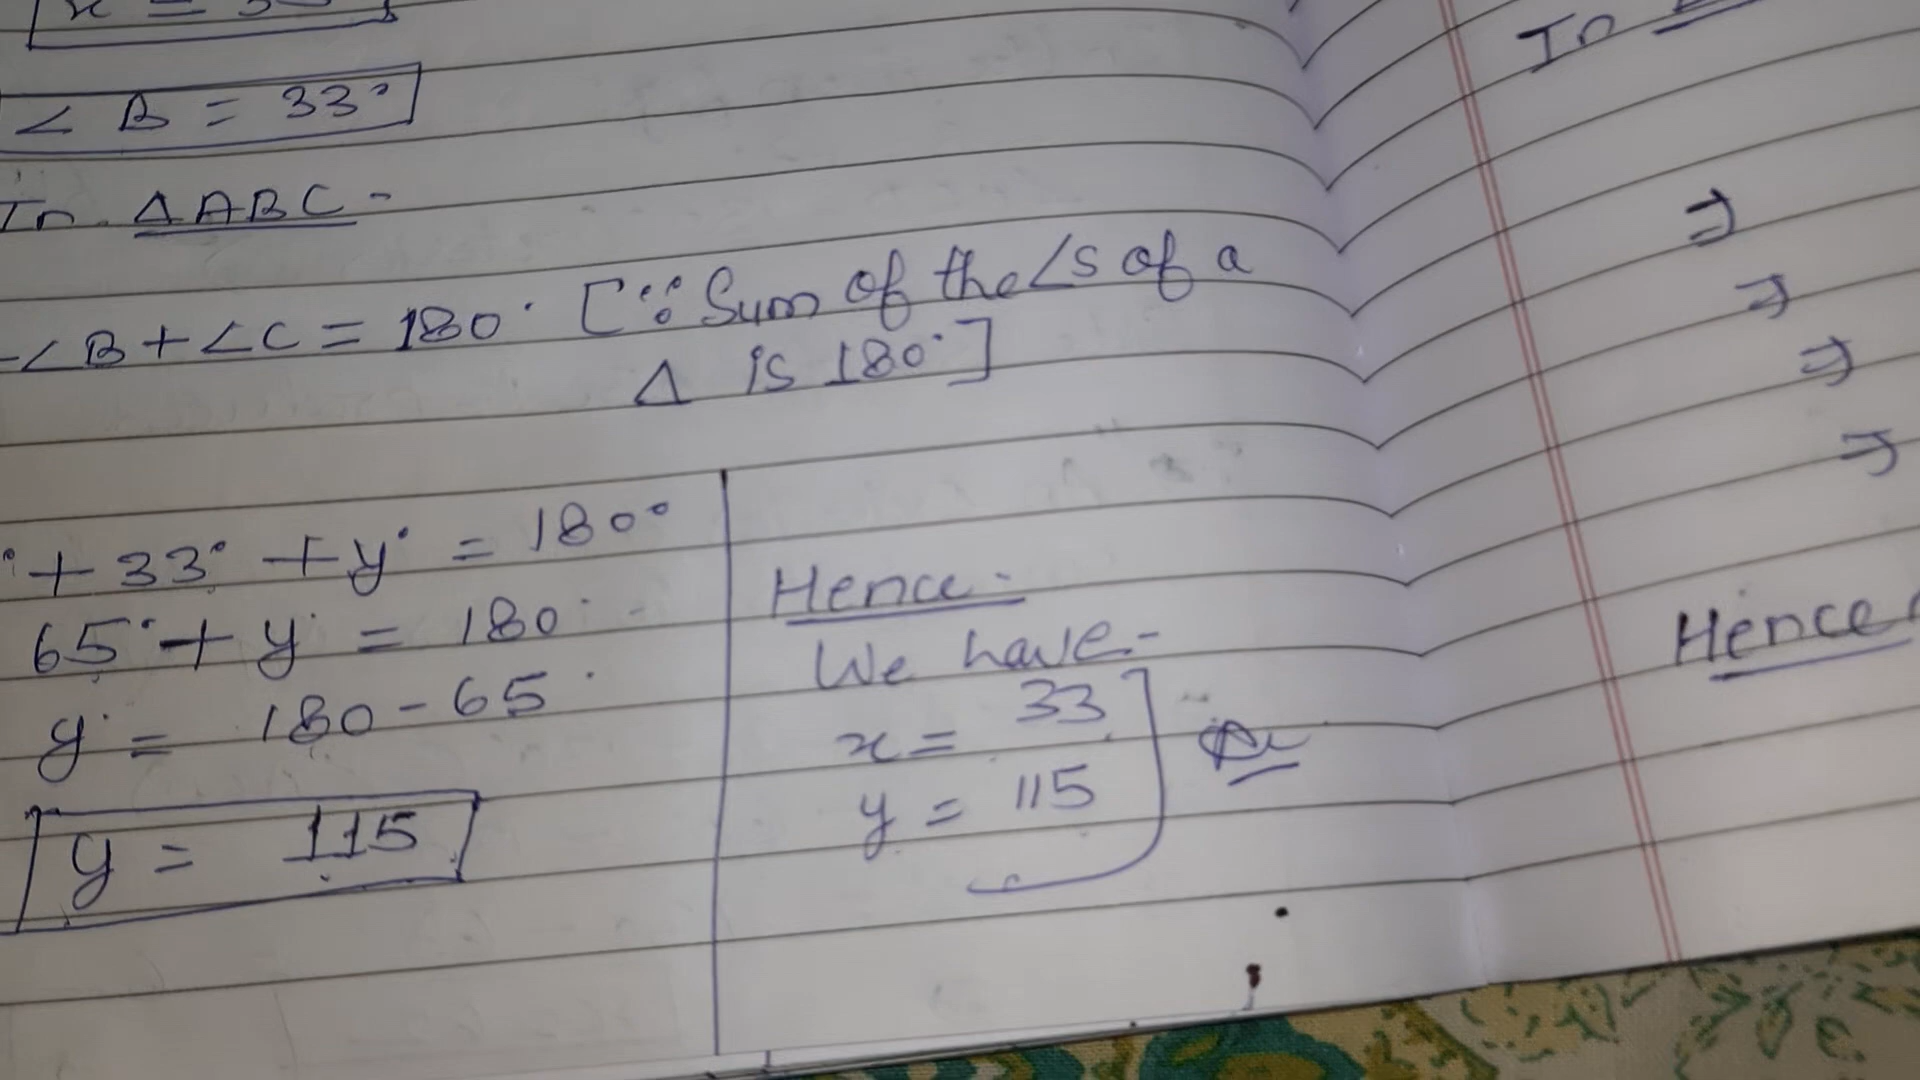 ∠B = 33°
In ΔABC -
∠B + ∠C = 180° [∵ Sum of the ∠s of a
Δ is 180°]
° + 33° + y° = 180°
65° + y° = 180°
y° = 180 - 65°
y = 115
Hence -
We have -
x = 33
y = 115
In
⇒
⇒
⇒
⇒
Hence